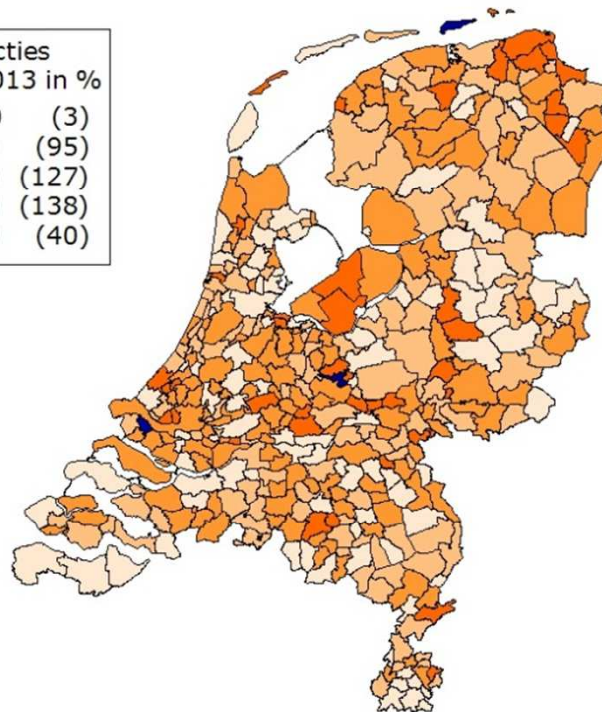 cties
013 in %
) (3)
(95)
(127)
(138)
(40)